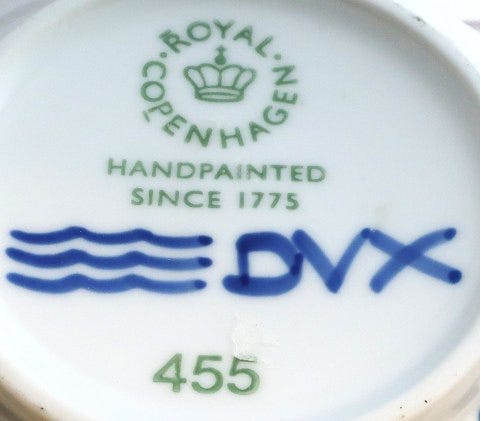 ROYAL COPENHAGEN
HANDPAINTED
SINCE 1775
DVX
455